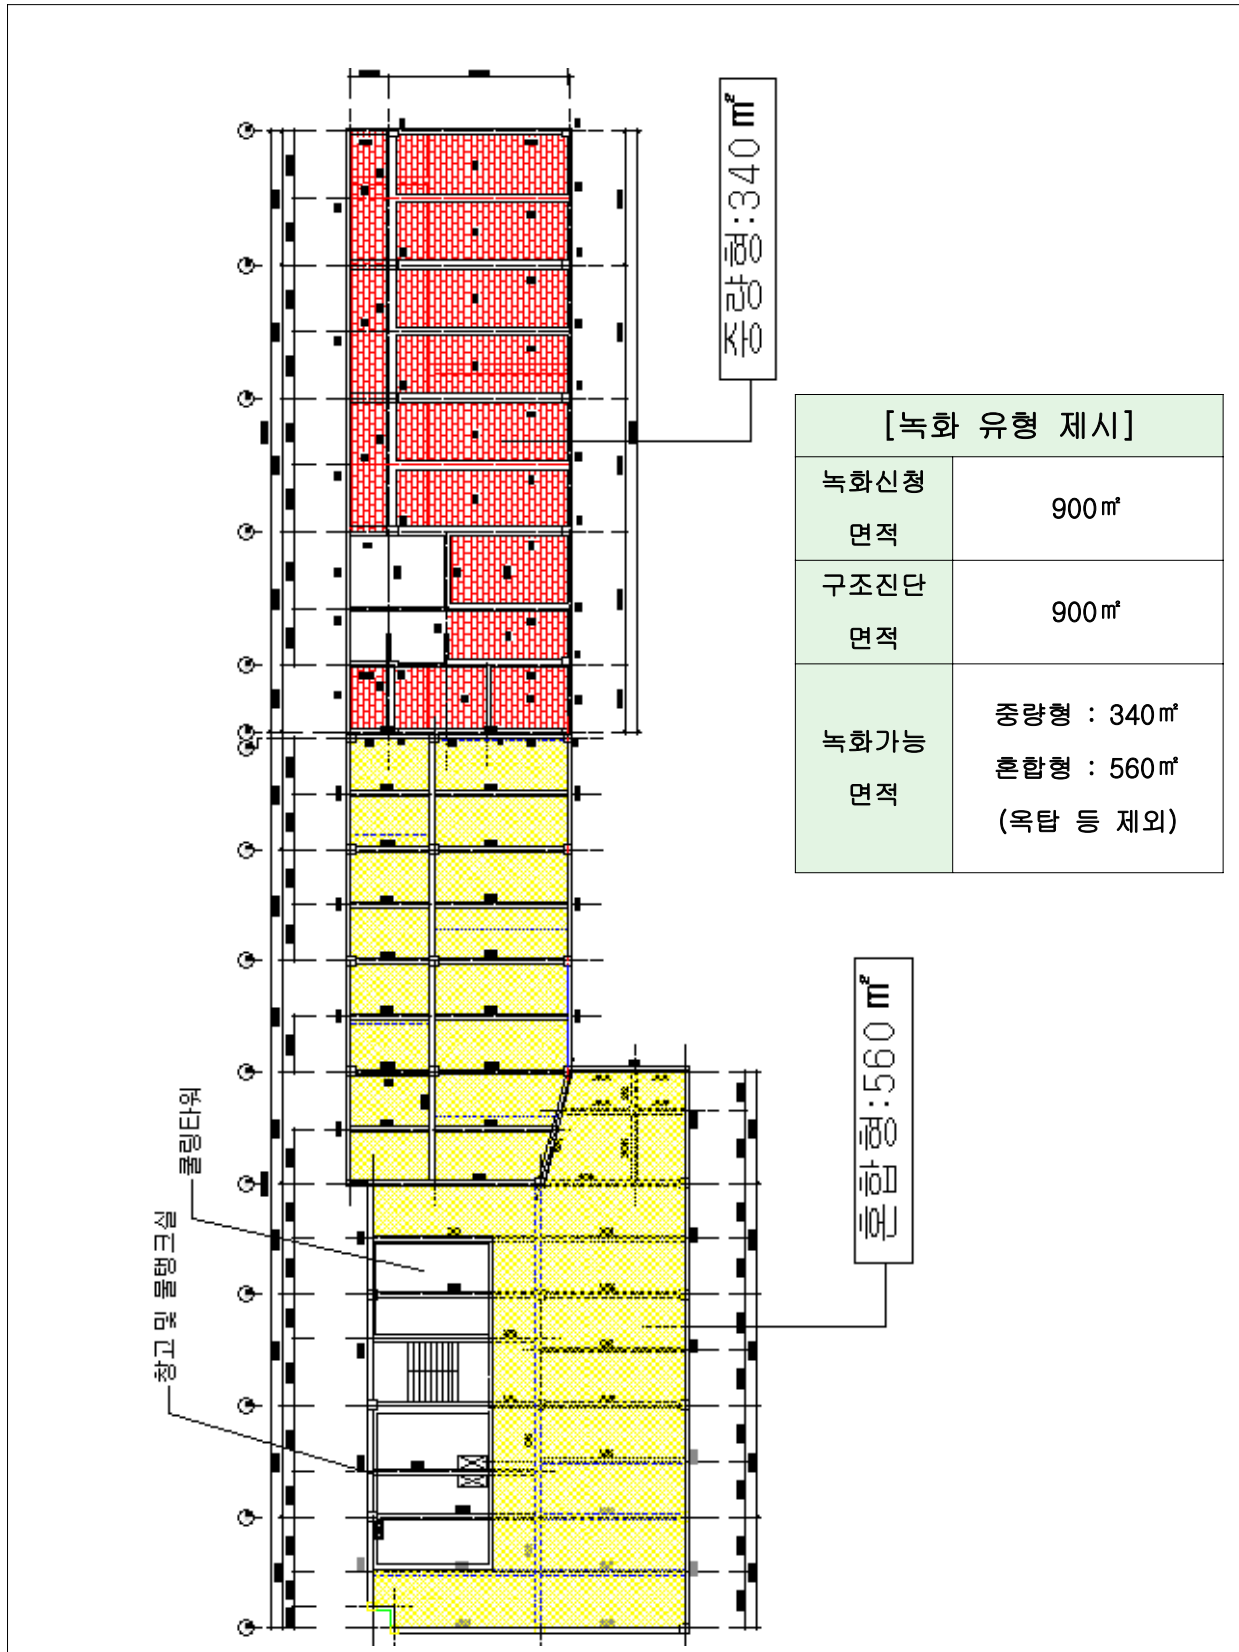 중량형:340㎡
[녹화 유형 제시]
녹화신청
면적
900㎡
구조진단
면적
900㎡
녹화가능
면적
중량형 : 340㎡
혼합형 : 560㎡
(옥탑 등 제외)
혼합형:560㎡
쿨링타워
창고 및 물탱크실